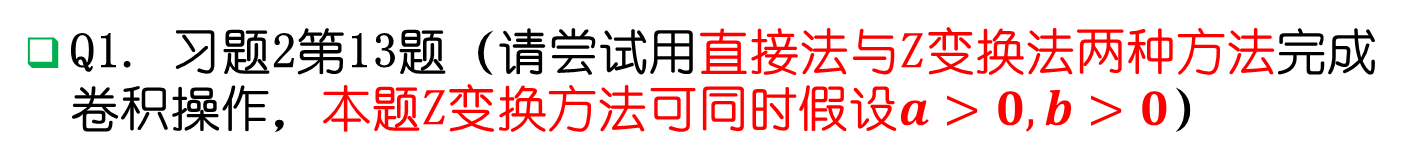 Q1. 习题2第13题（请尝试用直接法与Z变换法两种方法完成
卷积操作，本题Z变换方法可同时假设a > 0, b > 0）